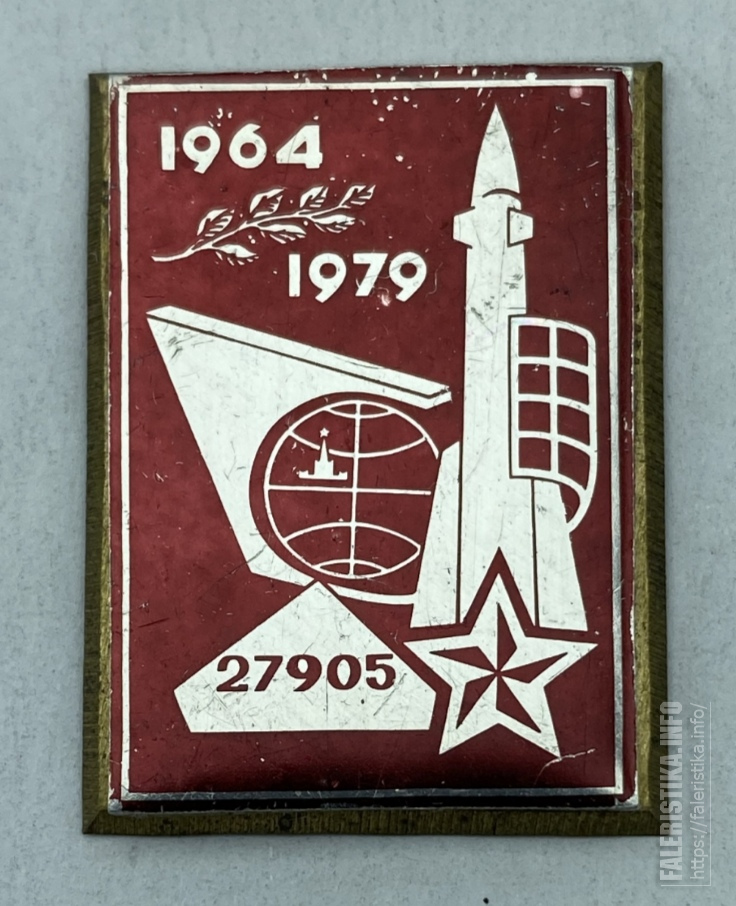 1964
1979
27905
FALERISTIKA.INFO
https://faleristika.info/